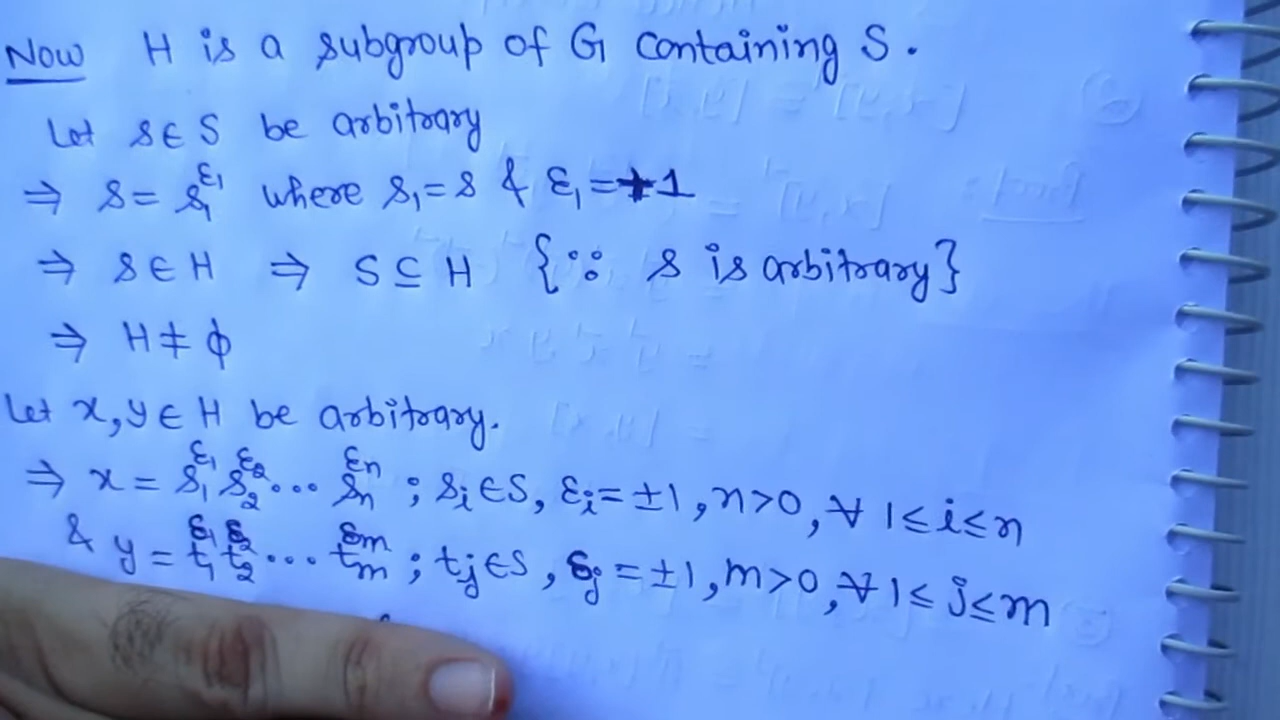 Now H is a subgroup of G containing S.
Let s∈S be arbitrary
⇒ s = s₁^ε₁ where s₁ = s & ε₁ = +1
⇒ s∈H ⇒ S ⊆ H {∵ s is arbitrary}
⇒ H ≠ ϕ
Let x, y ∈ H be arbitrary.
⇒ x = s₁^ε₁ s₂^ε₂ ... sₙ^εₙ ; sᵢ∈S, εᵢ = ±1, n>0, ∀ 1≤i≤n
& y = t₁^δ₁ t₂^δ₂ ... tₘ^δₘ ; tⱼ∈S, δⱼ = ±1, m>0, ∀ 1≤j≤m